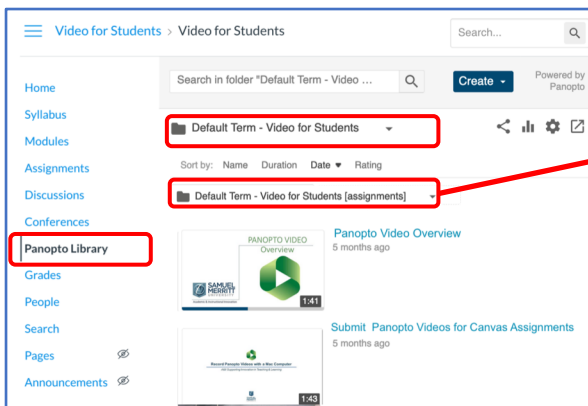 Video for Students > Video for Students
Search...
Home
Syllabus
Modules
Assignments
Discussions
Conferences
Panopto Library
Grades
People
Search
Pages
Announcements
Search in folder "Default Term - Video ...
Create
Powered by
Panopto
Default Term - Video for Students
Sort by: Name Duration Date Rating
Default Term - Video for Students [assignments]
PANOPTO VIDEO
Overview
SAMUEL
MERRITT
UNIVERSITY
1:41
Panopto Video Overview
5 months ago
Record Panopto Videos with a Mac Computer
1:43
Submit Panopto Videos for Canvas Assignments
5 months ago